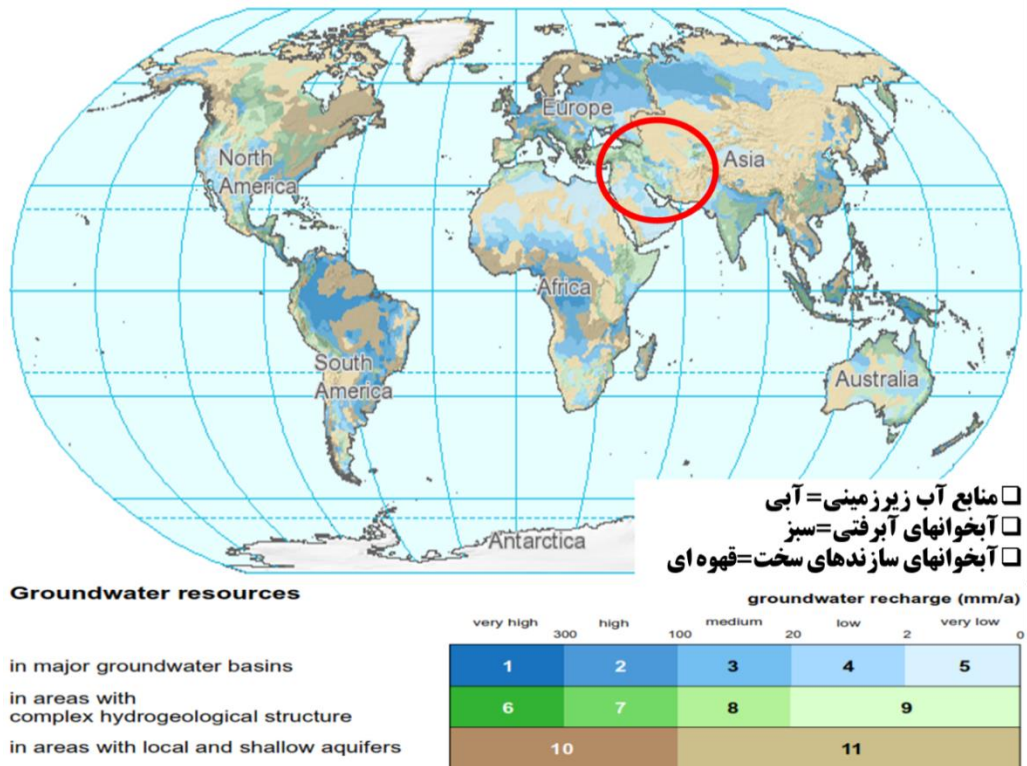 Europe
North
America
Asia
Africa
South
America
Australia
Antarctica
❑منابع آب زیرزمینی=آبی
❑آبخوانهای آبرفتی=سبز
❑آبخوانهای سازندهای سخت=قهوه ای
Groundwater resources
groundwater recharge (mm/a)
very high high medium low very low
300 100 20 2 0
in major groundwater basins 1 2 3 4 5
in areas with
complex hydrogeological structure 6 7 8 9
in areas with local and shallow aquifers 10 11